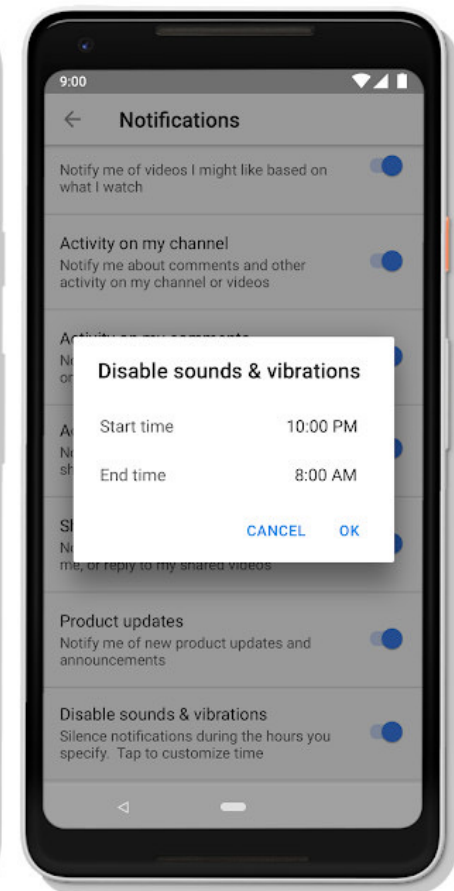 9:00
Notifications
Notify me of videos I might like based on
what I watch
Activity on my channel
Notify me about comments and other
activity on my channel or videos
Disable sounds & vibrations
Start time 10:00 PM
End time 8:00 AM
CANCEL OK
me, or reply to my shared videos
Product updates
Notify me of new product updates and
announcements
Disable sounds & vibrations
Silence notifications during the hours you
specify. Tap to customize time